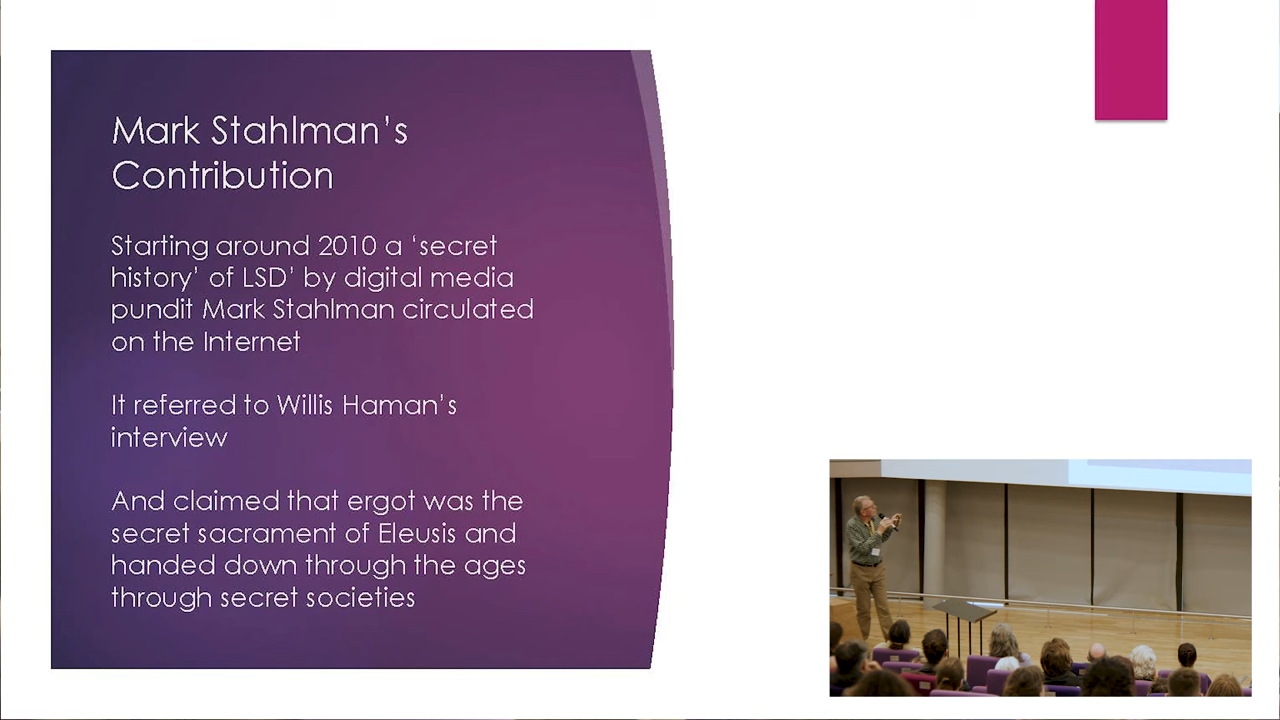 Mark Stahlman’s
Contribution
Starting around 2010 a ‘secret
history’ of LSD’ by digital media
pundit Mark Stahlman circulated
on the Internet
It referred to Willis Haman’s
interview
And claimed that ergot was the
secret sacrament of Eleusis and
handed down through the ages
through secret societies